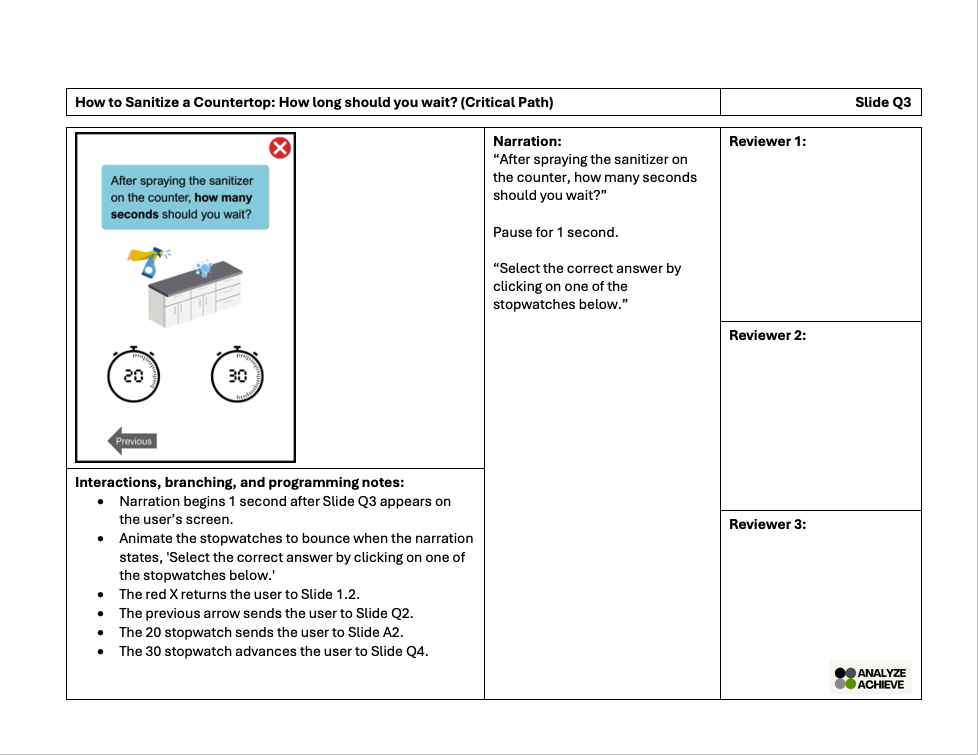 How to Sanitize a Countertop: How long should you wait? (Critical Path)
Slide Q3
After spraying the sanitizer
on the counter, how many
seconds should you wait?
20
30
Previous
Narration:
“After spraying the sanitizer on
the counter, how many seconds
should you wait?”
Pause for 1 second.
“Select the correct answer by
clicking on one of the
stopwatches below.”
Reviewer 1:
Reviewer 2:
Reviewer 3:
Interactions, branching, and programming notes:
• Narration begins 1 second after Slide Q3 appears on
the user’s screen.
• Animate the stopwatches to bounce when the narration
states, 'Select the correct answer by clicking on one of
the stopwatches below.'
• The red X returns the user to Slide 1.2.
• The previous arrow sends the user to Slide Q2.
• The 20 stopwatch sends the user to Slide A2.
• The 30 stopwatch advances the user to Slide Q4.
ANALYZE
ACHIEVE